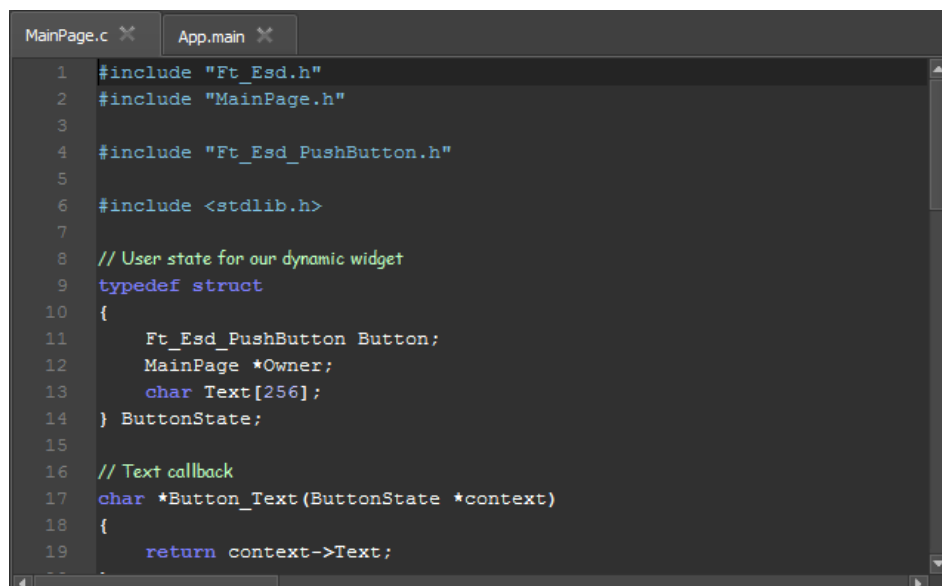 MainPage.c App.main
1 #include "Ft_Esd.h"
2 #include "MainPage.h"
3
4 #include "Ft_Esd_PushButton.h"
5
6 #include <stdlib.h>
7
8 // User state for our dynamic widget
9 typedef struct
10 {
11 Ft_Esd_PushButton Button;
12 MainPage *Owner;
13 char Text[256];
14 } ButtonState;
15
16 // Text callback
17 char *Button_Text(ButtonState *context)
18 {
19 return context->Text;